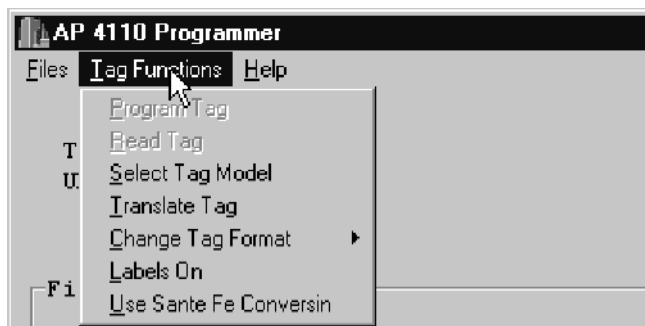 AP 4110 Programmer
Files Tag Functions Help
Program Tag
Read Tag
T
Select Tag Model
U
Translate Tag
Change Tag Format
Labels On
Fi
Use Sante Fe Conversin